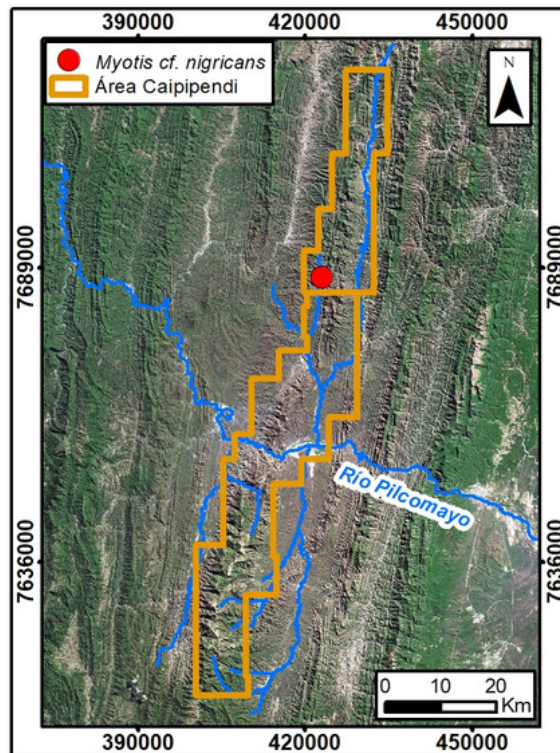 390000 420000 450000
Myotis cf. nigricans
Área Caipipendi
N
7689000 7689000
Río Pilcomayo
7636000 7636000
0 10 20
Km
390000 420000 450000